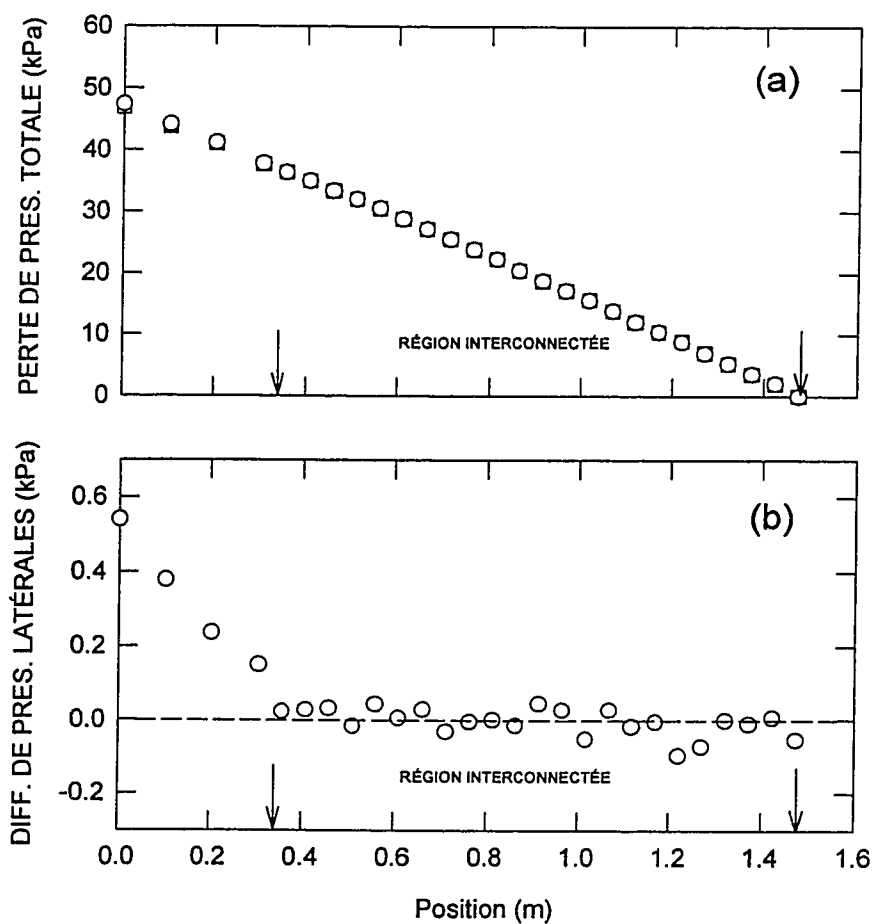 60
50
40
30
20
10
0
PERTE DE PRES. TOTALE (kPa)
(a)
RÉGION INTERCONNECTÉE
0.6
0.4
0.2
0.0
-0.2
DIFF. DE PRES. LATÉRALES (kPa)
(b)
RÉGION INTERCONNECTÉE
0.0 0.2 0.4 0.6 0.8 1.0 1.2 1.4 1.6
Position (m)